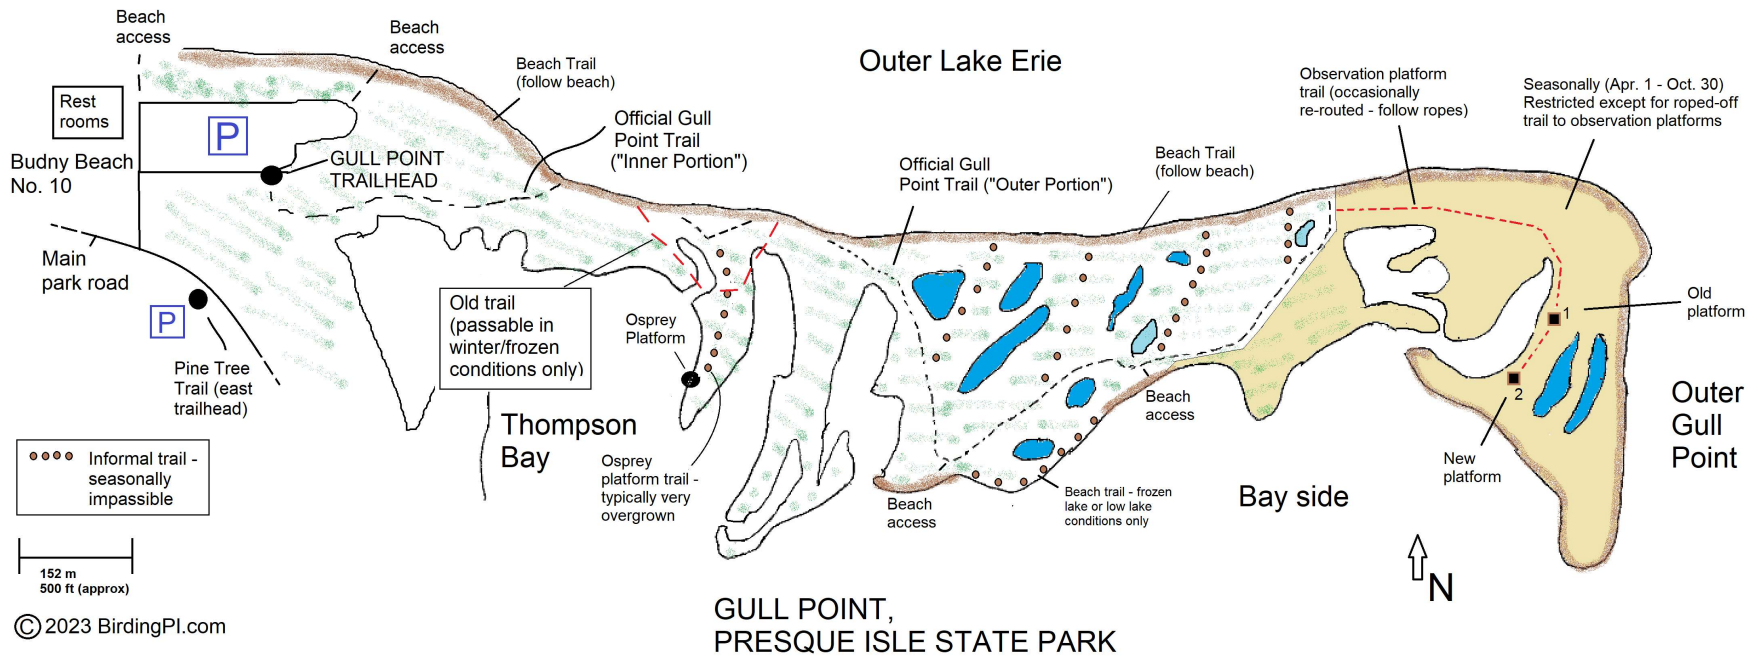 Beach
access
Beach
access
Rest
rooms
P
Budny Beach
No. 10
GULL POINT
TRAILHEAD
Beach Trail
(follow beach)
Official Gull
Point Trail
("Inner Portion")
Outer Lake Erie
Official Gull
Point Trail ("Outer Portion")
Beach Trail
(follow beach)
Observation platform
trail (occasionally
re-routed - follow ropes)
Seasonally (Apr. 1 - Oct. 30)
Restricted except for roped-off
trail to observation platforms
Main
park road
P
Pine Tree
Trail (east
trailhead)
Old trail
(passable in
winter/frozen
conditions only)
Osprey
Platform
Thompson
Bay
Osprey
platform trail -
typically very
overgrown
Beach
access
Beach
access
Beach trail - frozen
lake or low lake
conditions only
Bay side
1
Old
platform
2
New
platform
Outer
Gull
Point
Informal trail -
seasonally
impassible
152 m
500 ft (approx)
N
© 2023 BirdingPI.com
GULL POINT,
PRESQUE ISLE STATE PARK